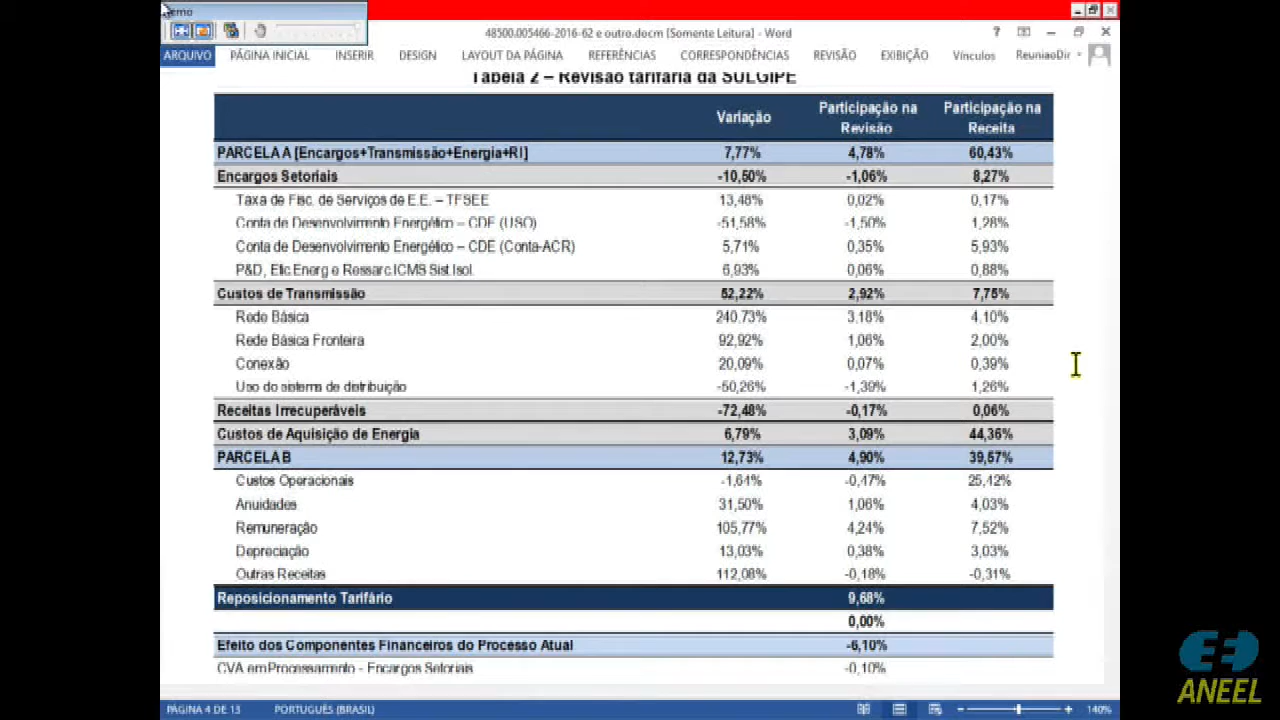 emo
48500.005466-2016-62 e outro.docm [Somente Leitura] - Word
ARQUIVO PÁGINA INICIAL INSERIR DESIGN LAYOUT DA PÁGINA REFERÊNCIAS CORRESPONDÊNCIAS REVISÃO EXIBIÇÃO Vínculos ReuniaoDir
Tabela 2 – Revisão tarifária da SULGIPE
Variação Participação na Revisão Participação na Receita
PARCELA A [Encargos+Transmissão+Energia+RI] 7,77% 4,78% 60,43%
Encargos Setoriais -10,50% -1,06% 8,27%
Taxa de Fisc. de Serviços de E.E. – TFSEE 13,48% 0,02% 0,17%
Conta de Desenvolvimento Energético – CDE (USO) -51,58% -1,50% 1,28%
Conta de Desenvolvimento Energético – CDE (Conta-ACR) 5,71% 0,35% 5,93%
P&D, Efic.Energ e Ressarc.ICMS Sist.Isol. 6,93% 0,06% 0,88%
Custos de Transmissão 52,22% 2,92% 7,75%
Rede Básica 240,73% 3,18% 4,10%
Rede Básica Fronteira 92,92% 1,06% 2,00%
Conexão 20,09% 0,07% 0,39%
Uso do sistema de distribuição -50,26% -1,39% 1,26%
Receitas Irrecuperáveis -72,48% -0,17% 0,06%
Custos de Aquisição de Energia 6,79% 3,09% 44,36%
PARCELA B 12,73% 4,90% 39,57%
Custos Operacionais -1,64% -0,47% 25,42%
Anuidades 31,50% 1,06% 4,03%
Remuneração 105,77% 4,24% 7,52%
Depreciação 13,03% 0,38% 3,03%
Outras Receitas 112,08% -0,18% -0,31%
Reposicionamento Tarifário 9,68%
0,00%
Efeito dos Componentes Financeiros do Processo Atual -6,10%
CVA em Processamento - Encargos Setoriais -0,10%
PÁGINA 4 DE 13 PORTUGUÊS (BRASIL) 140%
ANEEL